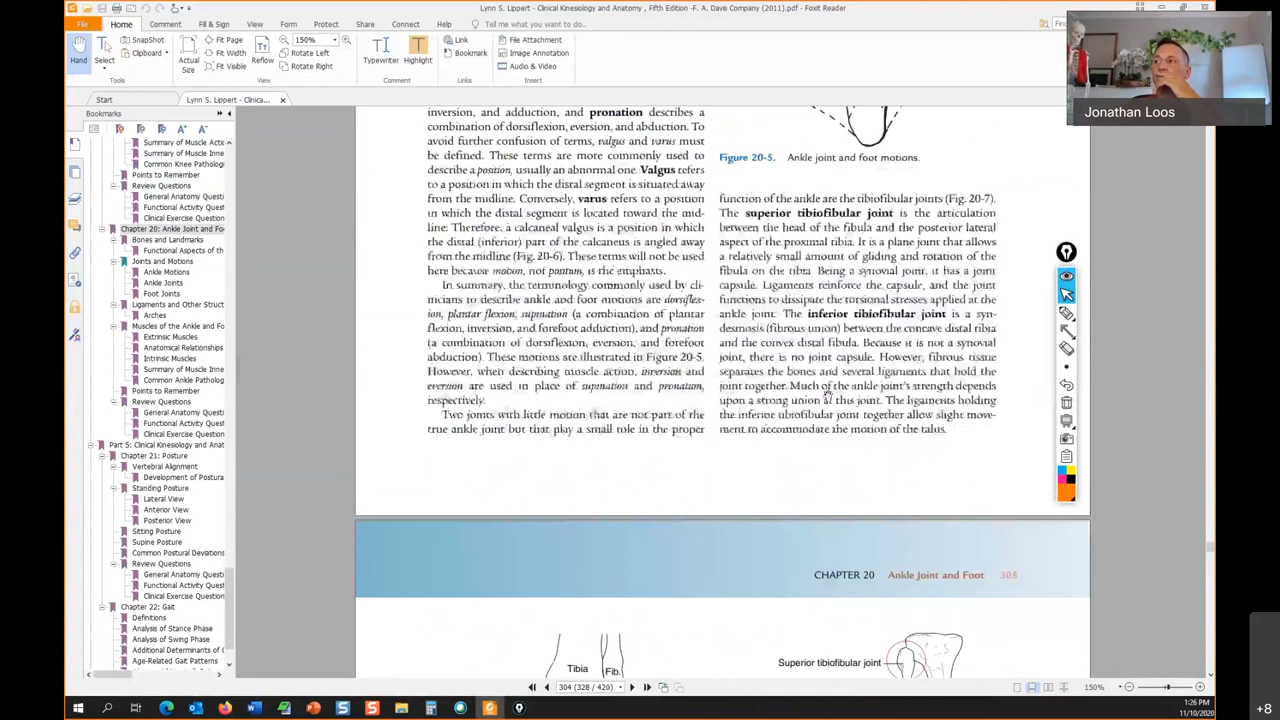 Lynn S. Lippert - Clinical Kinesiology and Anatomy , Fifth Edition -F. A. Davis Company (2011).pdf - Foxit Reader
File
Home
Comment
Fill & Sign
View
Form
Protect
Share
Connect
Help
Tell me what you want to do...
Hand
Select
SnapShot
Clipboard
Tools
Actual Size
Fit Page
Fit Width
Fit Visible
Reflow
150%
Rotate Left
Rotate Right
View
Typewriter
Highlight
Comment
Link
Bookmark
Links
File Attachment
Image Annotation
Audio & Video
Insert
Start
Lynn S. Lippert - Clinica...
Jonathan Loos
Bookmarks
Summary of Muscle Actio
Summary of Muscle Inne
Common Knee Pathologi
Points to Remember
Review Questions
General Anatomy Questi
Functional Activity Quest
Clinical Exercise Question
Chapter 20: Ankle Joint and Foo
Bones and Landmarks
Functional Aspects of the
Joints and Motions
Ankle Motions
Ankle Joints
Foot Joints
Ligaments and Other Struct
Arches
Muscles of the Ankle and Fo
Extrinsic Muscles
Anatomical Relationships
Intrinsic Muscles
Summary of Muscle Inne
Common Ankle Patholog
Points to Remember
Review Questions
General Anatomy Questi
Functional Activity Quest
Clinical Exercise Question
Part 5: Clinical Kinesiology and Anat
Chapter 21: Posture
Vertebral Alignment
Development of Postura
Standing Posture
Lateral View
Anterior View
Posterior View
Sitting Posture
Supine Posture
Common Postural Deviations
Review Questions
General Anatomy Questi
Functional Activity Quest
Clinical Exercise Question
Chapter 22: Gait
Definitions
Analysis of Stance Phase
Analysis of Swing Phase
Additional Determinants of
Age-Related Gait Patterns
inversion, and adduction, and pronation describes a
combination of dorsiflexion, eversion, and abduction. To
avoid further confusion of terms, valgus and varus must
be defined. These terms are more commonly used to
describe a position, usually an abnormal one. Valgus refers
to a position in which the distal segment is situated away
from the midline. Conversely, varus refers to a position
in which the distal segment is located toward the mid-
line. Therefore, a calcaneal valgus is a position in which
the distal (inferior) part of the calcaneus is angled away
from the midline (Fig. 20-6). These terms will not be used
here because motion, not position, is the emphasis.
In summary, the terminology commonly used by cli-
nicians to describe ankle and foot motions are dorsiflex-
ion, plantar flexion, supination (a combination of plantar
flexion, inversion, and forefoot adduction), and pronation
(a combination of dorsiflexion, eversion, and forefoot
abduction). These motions are illustrated in Figure 20-5.
However, when describing muscle action, inversion and
eversion are used in place of supination and pronation,
respectively.
Two joints with little motion that are not part of the
true ankle joint but that play a small role in the proper
Figure 20-5. Ankle joint and foot motions.
function of the ankle are the tibiofibular joints (Fig. 20-7).
The superior tibiofibular joint is the articulation
between the head of the fibula and the posterior lateral
aspect of the proximal tibia. It is a plane joint that allows
a relatively small amount of gliding and rotation of the
fibula on the tibia. Being a synovial joint, it has a joint
capsule. Ligaments reinforce the capsule, and the joint
functions to dissipate the torsional stresses applied at the
ankle joint. The inferior tibiofibular joint is a syn-
desmosis (fibrous union) between the concave distal tibia
and the convex distal fibula. Because it is not a synovial
joint, there is no joint capsule. However, fibrous tissue
separates the bones and several ligaments that hold the
joint together. Much of the ankle joint's strength depends
upon a strong union at this joint. The ligaments holding
the inferior tibiofibular joint together allow slight move-
ment to accommodate the motion of the talus.
CHAPTER 20 Ankle Joint and Foot 305
Tibia
Fib.
Superior tibiofibular joint
304 (328 / 420)
150%
1:26 PM
11/10/2020
+8